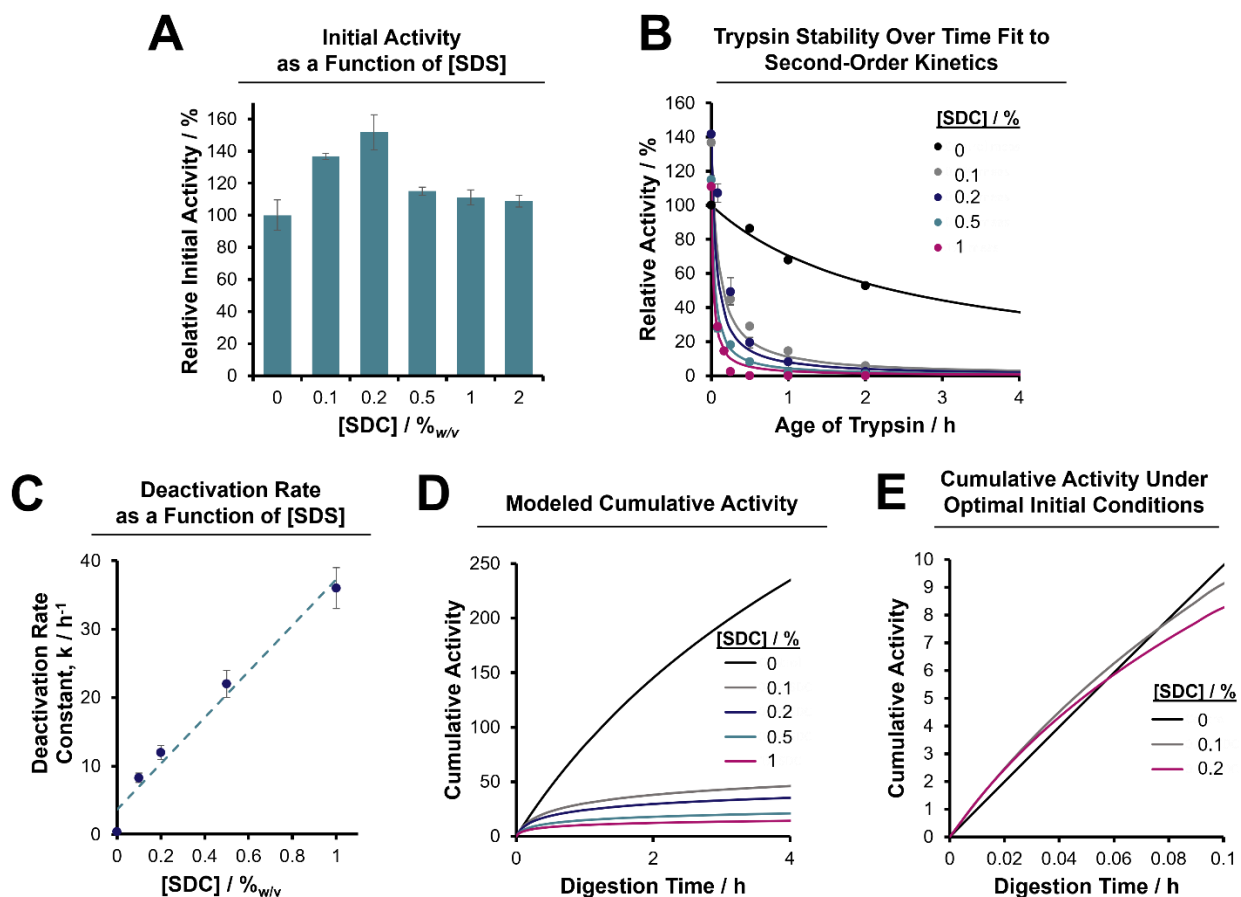 A
Initial Activity
as a Function of [SDS]
Relative Initial Activity / %
160
140
120
100
80
60
40
20
0
0 0.1 0.2 0.5 1 2
[SDC] / %w/v
B
Trypsin Stability Over Time Fit to
Second-Order Kinetics
Relative Activity / %
160
140
120
100
80
60
40
20
0
[SDC] / %
0
0.1
0.2
0.5
1
0 1 2 3 4
Age of Trypsin / h
C
Deactivation Rate
as a Function of [SDS]
Deactivation Rate
Constant, k / h-1
40
30
20
10
0
0 0.2 0.4 0.6 0.8 1
[SDC] / %w/v
D
Modeled Cumulative Activity
Cumulative Activity
250
200
150
100
50
0
[SDC] / %
0
0.1
0.2
0.5
1
0 2 4
Digestion Time / h
E
Cumulative Activity Under
Optimal Initial Conditions
Cumulative Activity
10
9
8
7
6
5
4
3
2
1
0
[SDC] / %
0
0.1
0.2
0 0.02 0.04 0.06 0.08 0.1
Digestion Time / h